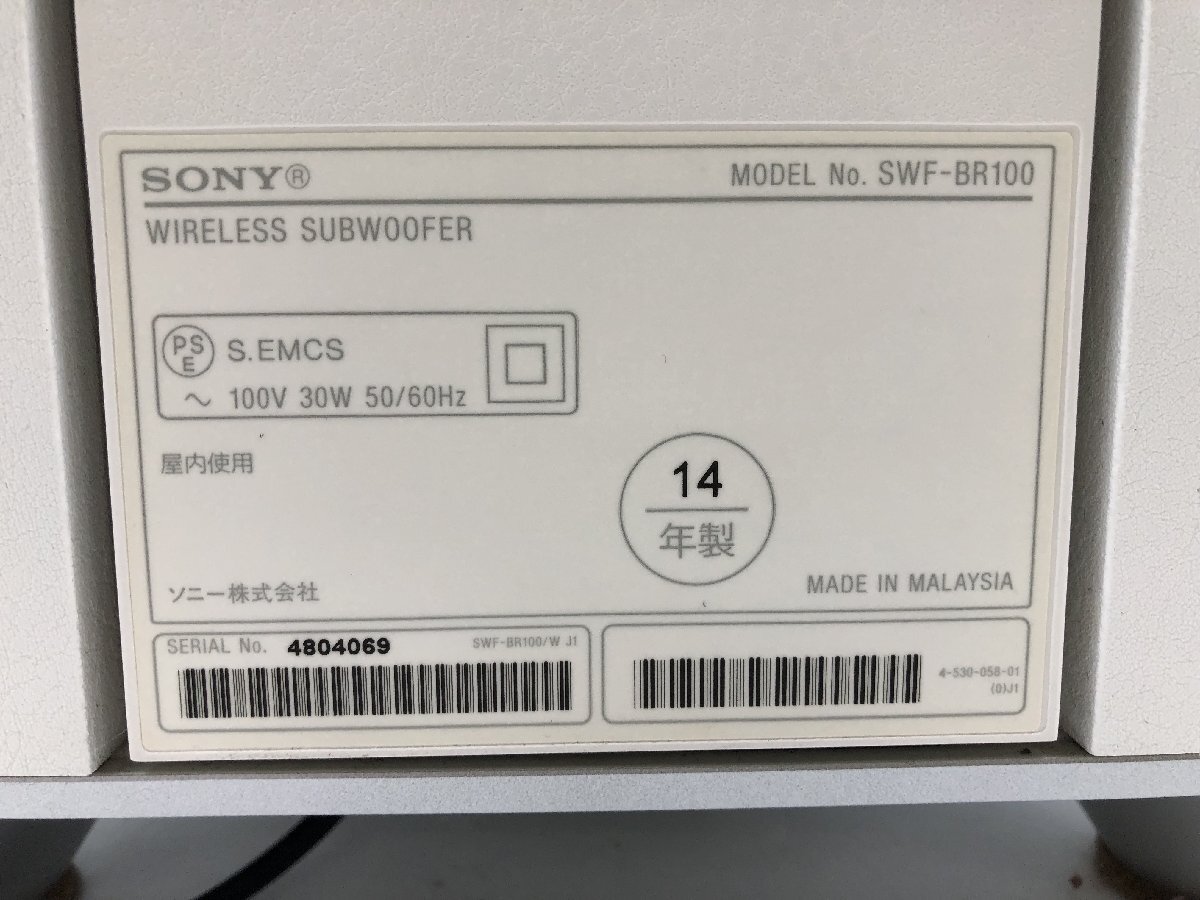 SONY®
MODEL No. SWF-BR100
WIRELESS SUBWOOFER
PSE S.EMCS
～ 100V 30W 50/60Hz
屋内使用
14
年製
ソニー株式会社
MADE IN MALAYSIA
SERIAL No. 4804069
SWF-BR100/W J1
4-530-058-01
(0)J1